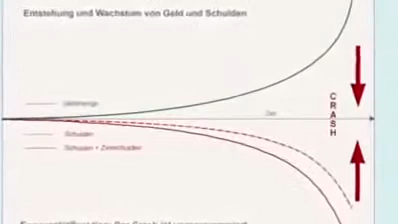 Entstehung und Wachstum von Geld und Schulden
Geldmenge
Zeit
CRASH
Schulden
Schulden + Zinsschulden